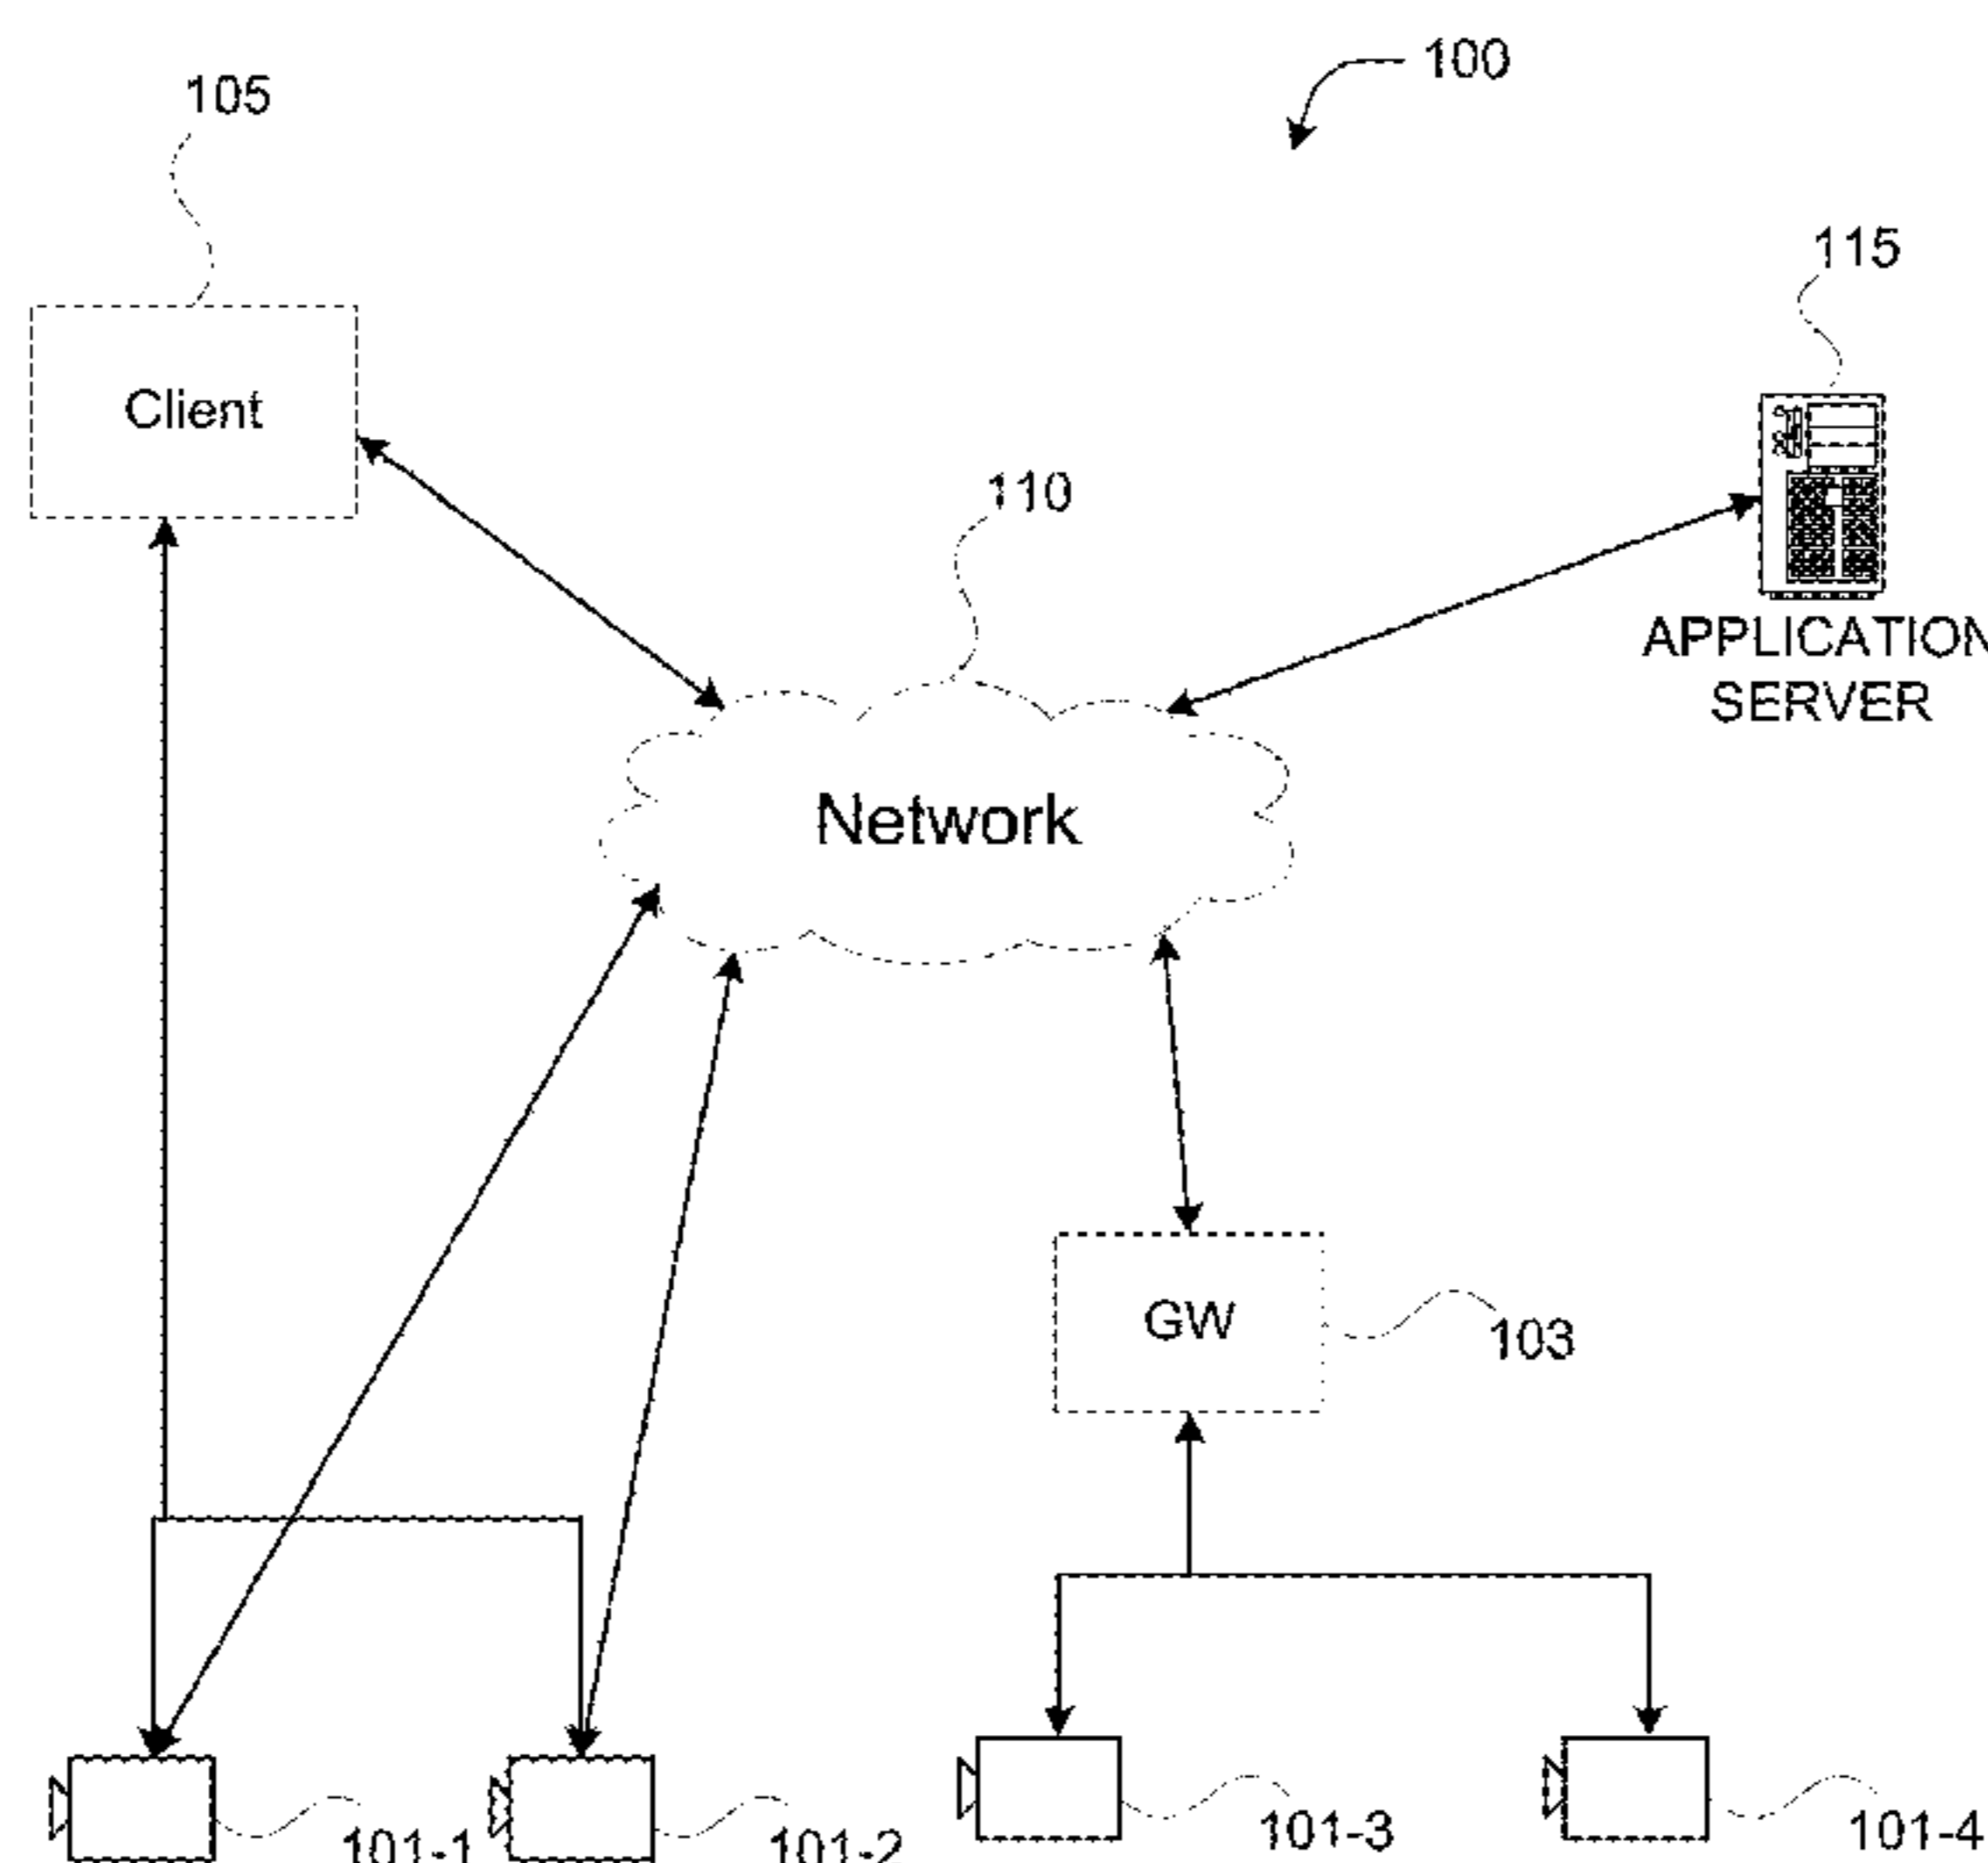 100
105
115
Client
110
APPLICATION
SERVER
Network
GW
103
101-1
101-2
101-3
101-4